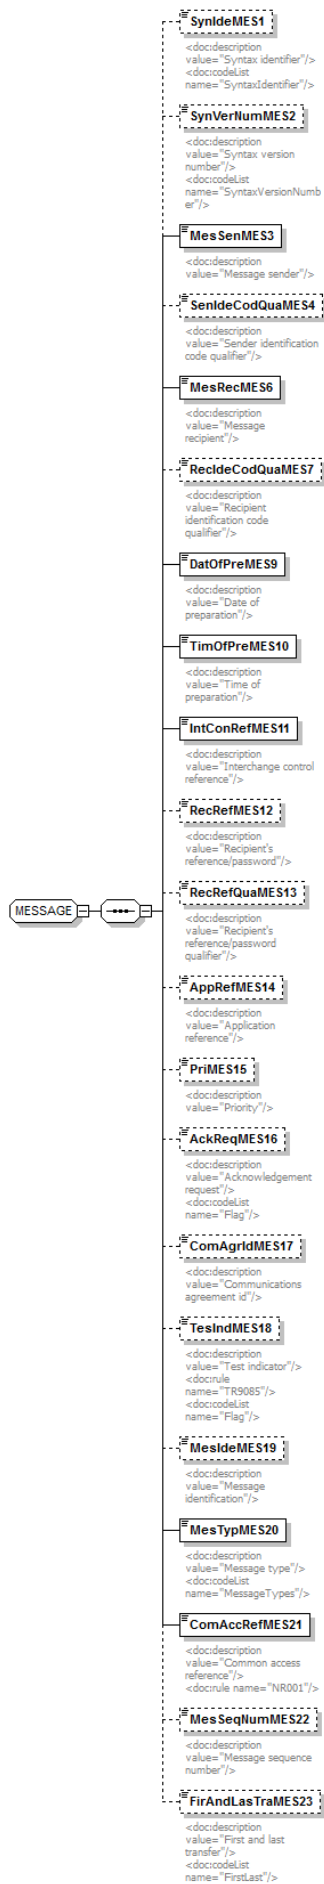 SynIdeMES1
<doc:description
value="Syntax identifier"/>
<doc:codeList
name="SyntaxIdentifier"/>
SynVerNumMES2
<doc:description
value="Syntax version
number"/>
<doc:codeList
name="SyntaxVersionNumb
er"/>
MesSenMES3
<doc:description
value="Message sender"/>
SenIdeCodQuaMES4
<doc:description
value="Sender identification
code qualifier"/>
MesRecMES6
<doc:description
value="Message
recipient"/>
RecIdeCodQuaMES7
<doc:description
value="Recipient
identification code
qualifier"/>
DatOfPreMES9
<doc:description
value="Date of
preparation"/>
TimOfPreMES10
<doc:description
value="Time of
preparation"/>
IntConRefMES11
<doc:description
value="Interchange control
reference"/>
RecRefMES12
<doc:description
value="Recipient's
reference/password"/>
RecRefQuaMES13
<doc:description
value="Recipient's
reference/password
qualifier"/>
MESSAGE
AppRefMES14
<doc:description
value="Application
reference"/>
PriMES15
<doc:description
value="Priority"/>
AckReqMES16
<doc:description
value="Acknowledgement
request"/>
<doc:codeList
name="Flag"/>
ComAgrIdMES17
<doc:description
value="Communications
agreement id"/>
TesIndMES18
<doc:description
value="Test indicator"/>
<doc:rule
name="TR9085"/>
<doc:codeList
name="Flag"/>
MesIdeMES19
<doc:description
value="Message
identification"/>
MesTypMES20
<doc:description
value="Message type"/>
<doc:codeList
name="MessageTypes"/>
ComAccRefMES21
<doc:description
value="Common access
reference"/>
<doc:rule name="NR001"/>
MesSeqNumMES22
<doc:description
value="Message sequence
number"/>
FirAndLasTraMES23
<doc:description
value="First and last
transfer"/>
<doc:codeList
name="FirstLast"/>